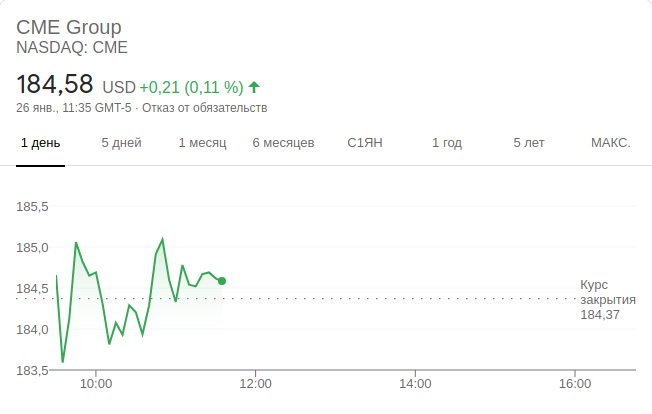 CME Group
NASDAQ: CME
184,58 USD +0,21 (0,11 %)
26 янв., 11:35 GMT-5 · Отказ от обязательств
1 день 5 дней 1 месяц 6 месяцев С1ЯН 1 год 5 лет МАКС.
185,5
185,0
184,5
184,0
183,5
Курс
закрытия
184,37
10:00 12:00 14:00 16:00